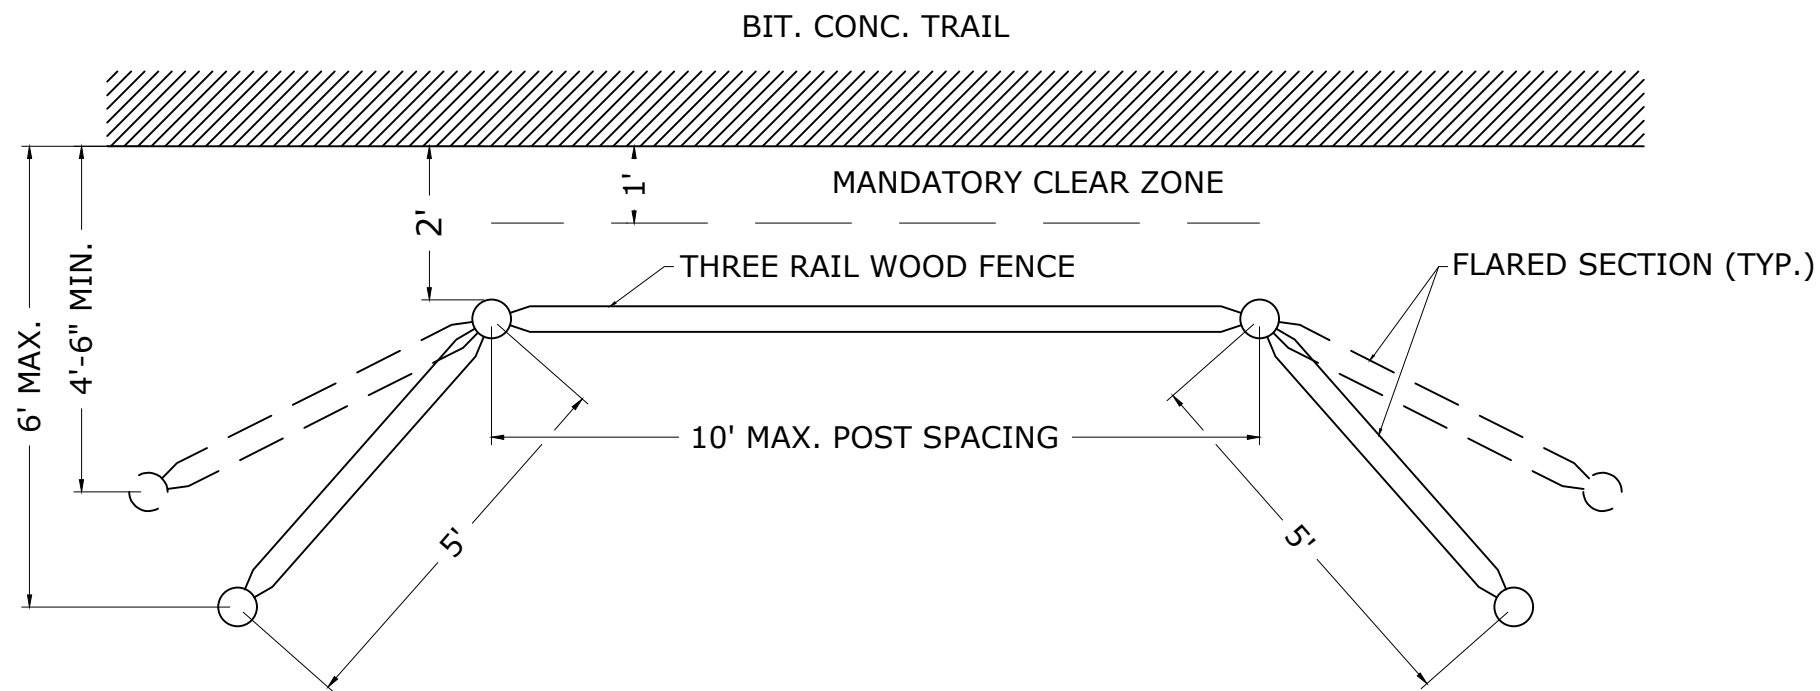 BIT. CONC. TRAIL
1'
MANDATORY CLEAR ZONE
2'
THREE RAIL WOOD FENCE
FLARED SECTION (TYP.)
4'-6" MIN.
6' MAX.
10' MAX. POST SPACING
5'
5'